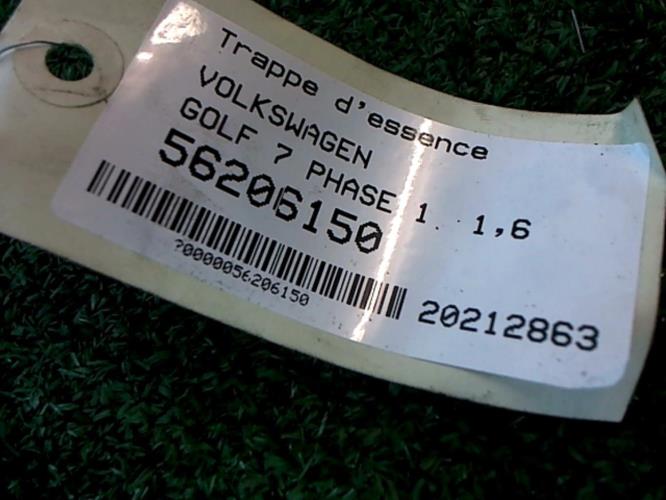 Trappe d'essence
VOLKSWAGEN
GOLF 7 PHASE 1. 1,6
56206150
?0000056206150
20212863